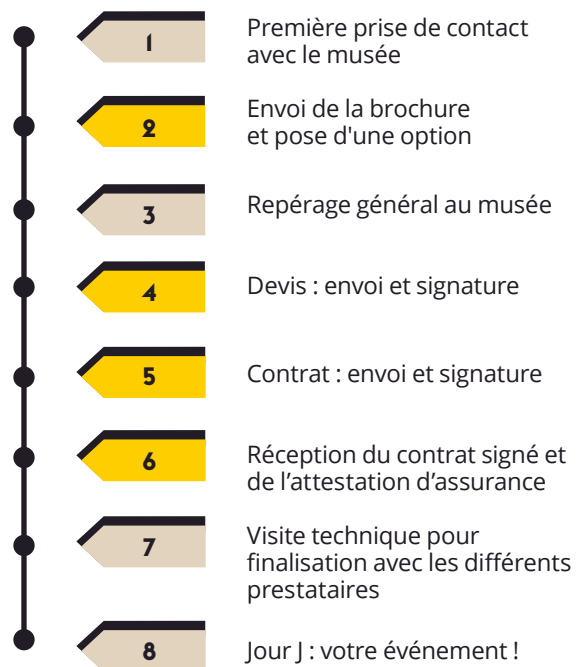 1
Première prise de contact
avec le musée
2
Envoi de la brochure
et pose d'une option
3
Repérage général au musée
4
Devis : envoi et signature
5
Contrat : envoi et signature
6
Réception du contrat signé et
de l’attestation d’assurance
7
Visite technique pour
finalisation avec les différents
prestataires
8
Jour J : votre événement !